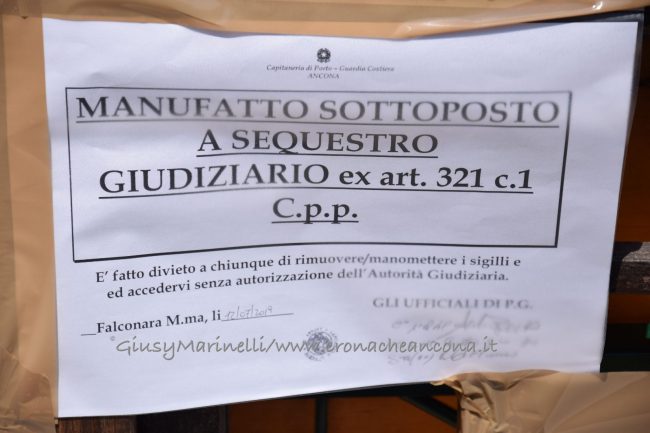 Capitaneria di Porto – Guardia Costiera
ANCONA
MANUFATTO SOTTOPOSTO
A SEQUESTRO
GIUDIZIARIO ex art. 321 c.1
C.p.p.
E' fatto divieto a chiunque di rimuovere/manomettere i sigilli e
ed accedervi senza autorizzazione dell'Autorità Giudiziaria.
GLI UFFICIALI DI P.G.
Falconara M.ma, li 12/07/2019
GiusyMarinelli/www.cronacheancona.it